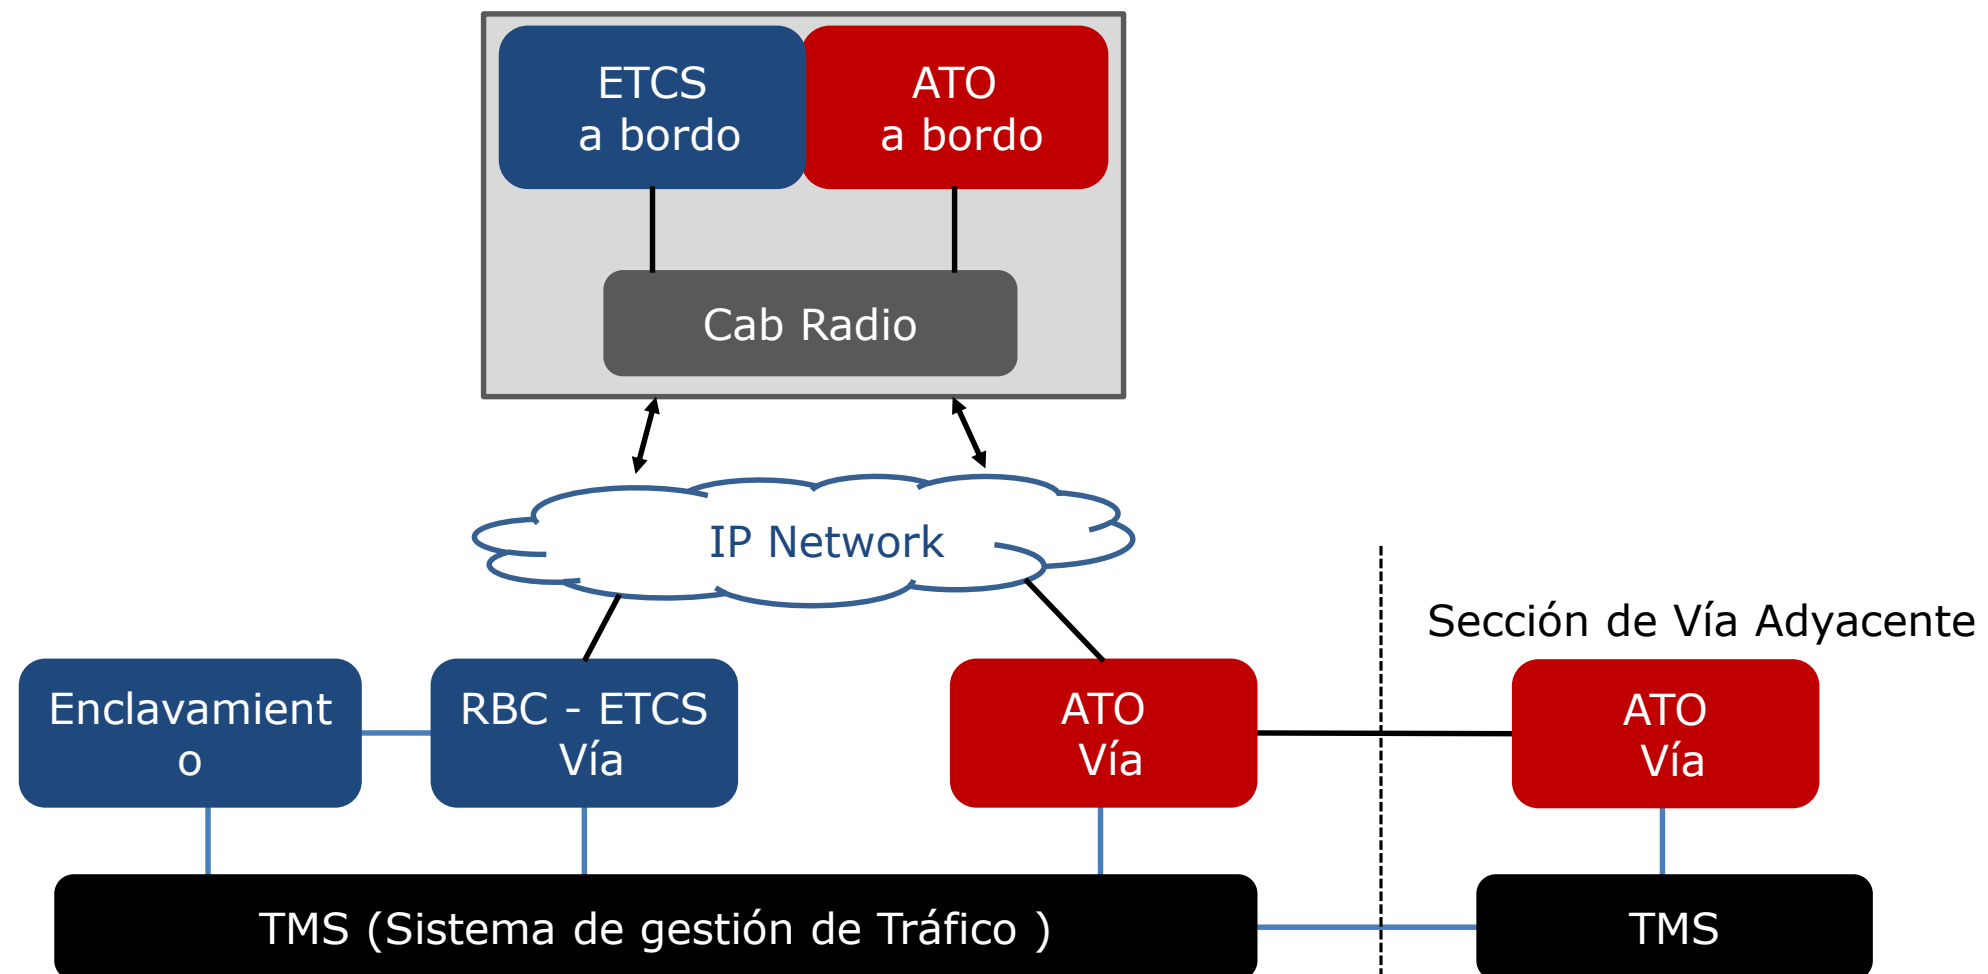 ETCS
a bordo
ATO
a bordo
Cab Radio
IP Network
Sección de Vía Adyacente
Enclavamient
o
RBC - ETCS
Vía
ATO
Vía
ATO
Vía
TMS (Sistema de gestión de Tráfico )
TMS